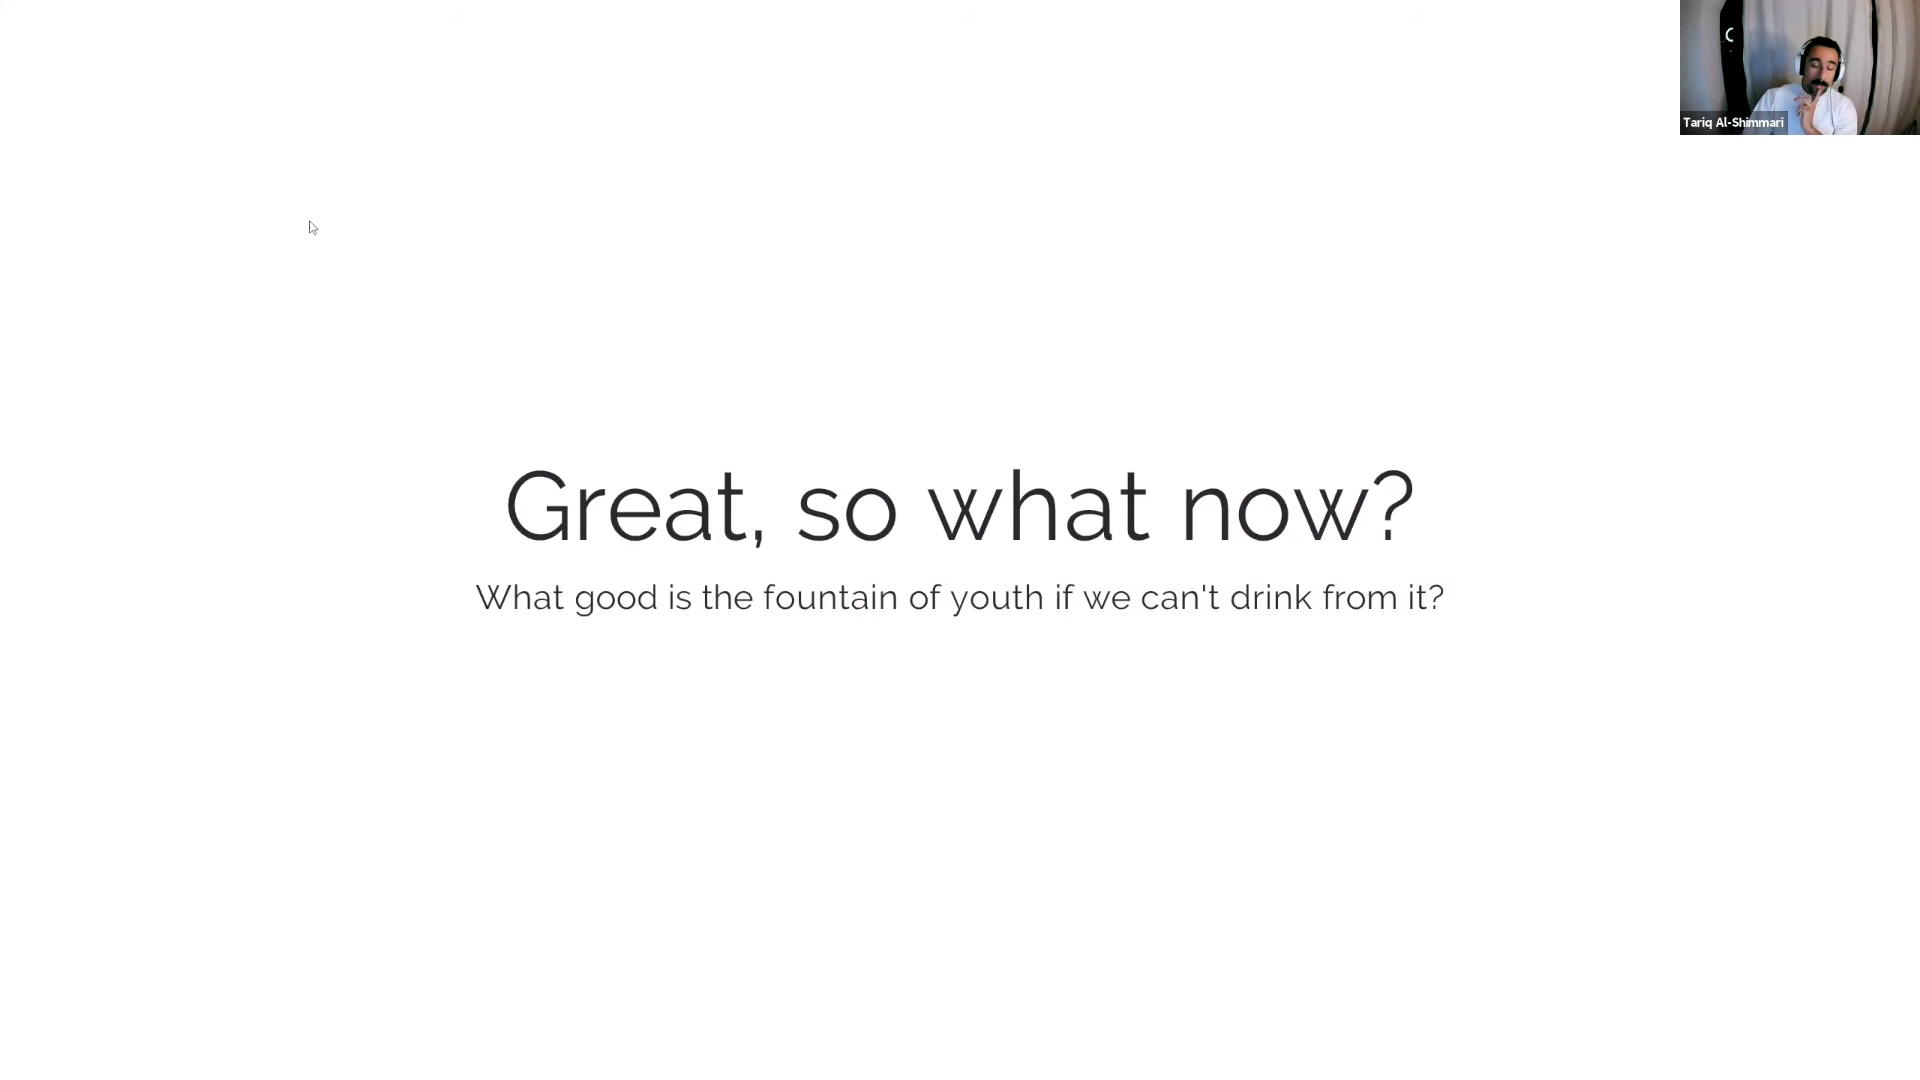 Tariq Al-Shimmari
Great, so what now?
What good is the fountain of youth if we can't drink from it?